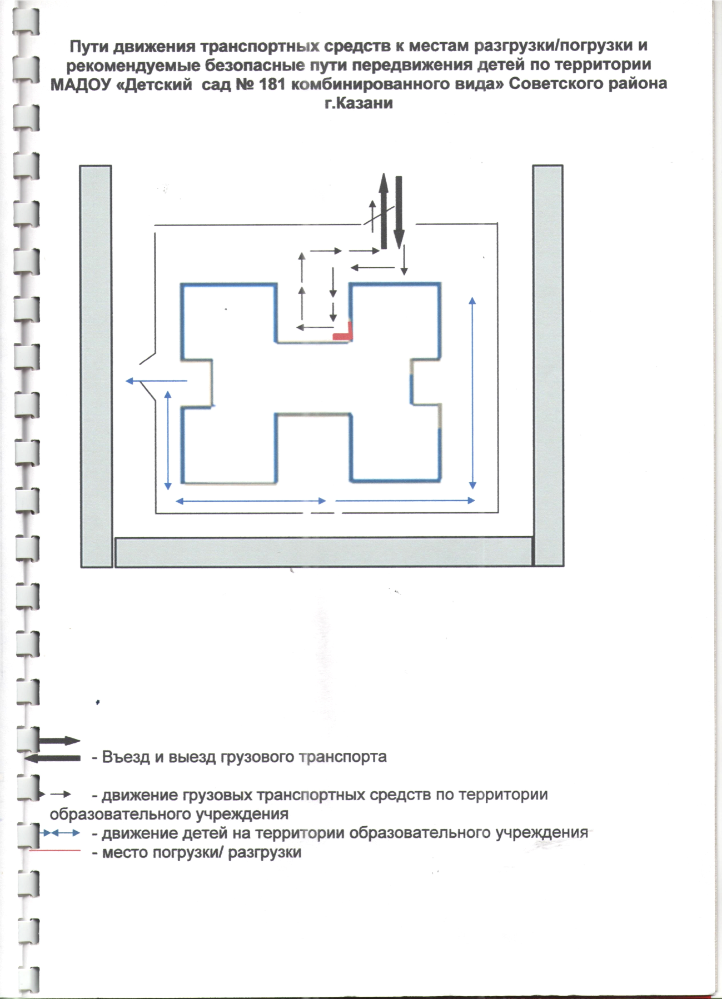 Пути движения транспортных средств к местам разгрузки/погрузки и
рекомендуемые безопасные пути передвижения детей по территории
МАДОУ «Детский сад № 181 комбинированного вида» Советского района
г.Казани
- Въезд и выезд грузового транспорта
- движение грузовых транспортных средств по территории
образовательного учреждения
- движение детей на территории образовательного учреждения
- место погрузки/ разгрузки